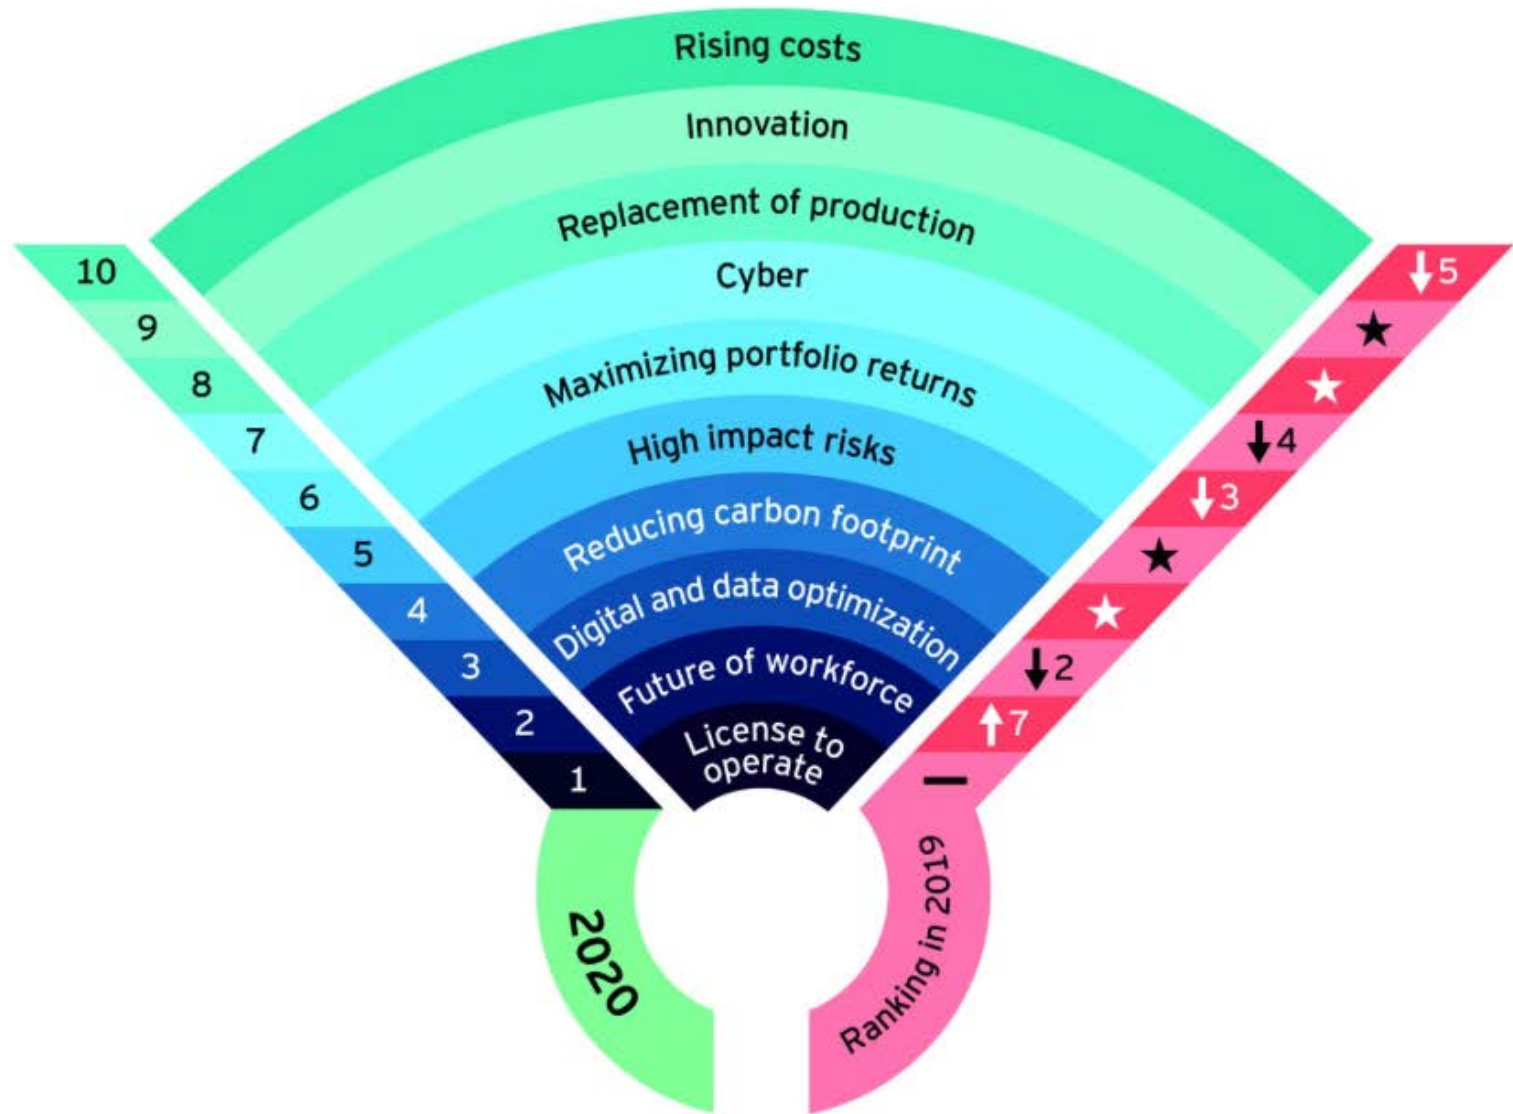 Rising costs
Innovation
Replacement of production
Cyber
Maximizing portfolio returns
High impact risks
Reducing carbon footprint
Digital and data optimization
Future of workforce
License to
operate
10
9
8
7
6
5
4
3
2
1
2020
↓5
★
★
↓4
↓3
★
★
↓2
↑7
—
Ranking in 2019